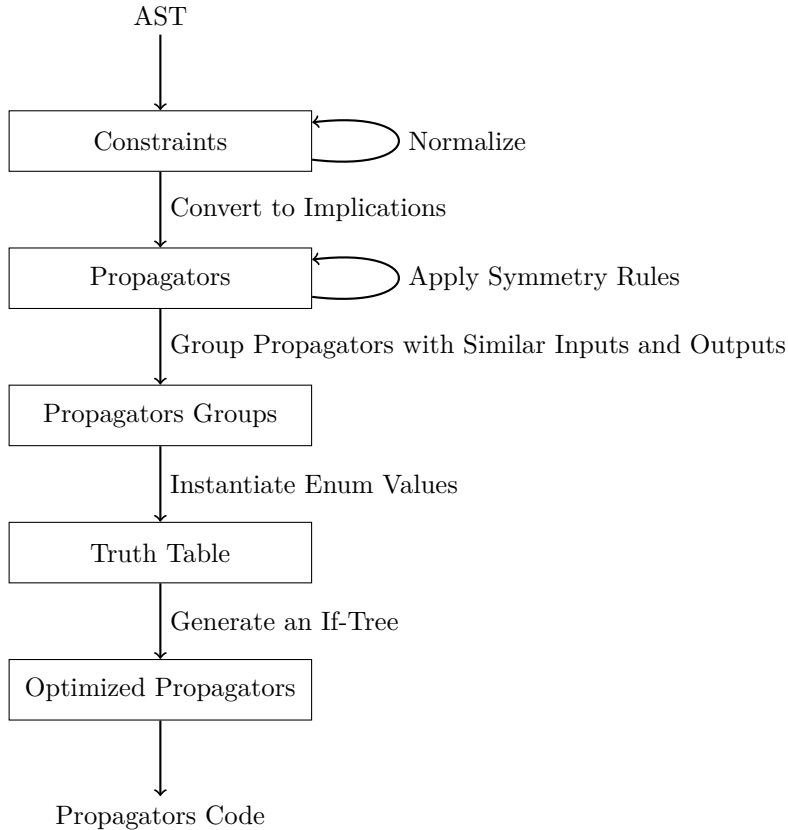 AST
Constraints
Normalize
Convert to Implications
Propagators
Apply Symmetry Rules
Group Propagators with Similar Inputs and Outputs
Propagators Groups
Instantiate Enum Values
Truth Table
Generate an If-Tree
Optimized Propagators
Propagators Code